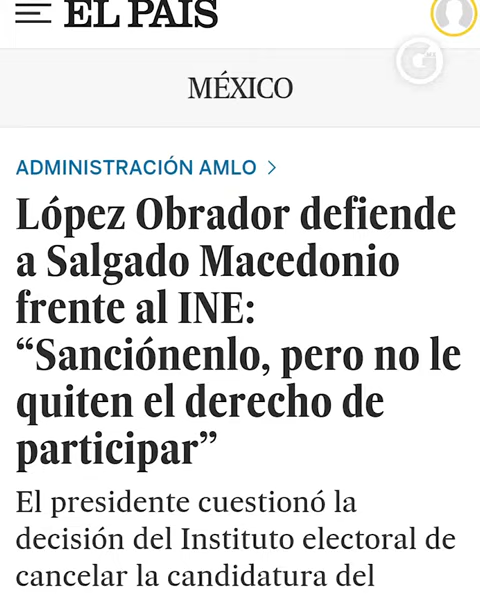 EL PAÍS
MÉXICO
ADMINISTRACIÓN AMLO >
López Obrador defiende
a Salgado Macedonio
frente al INE:
“Sanciónenlo, pero no le
quiten el derecho de
participar”
El presidente cuestionó la
decisión del Instituto electoral de
cancelar la candidatura del